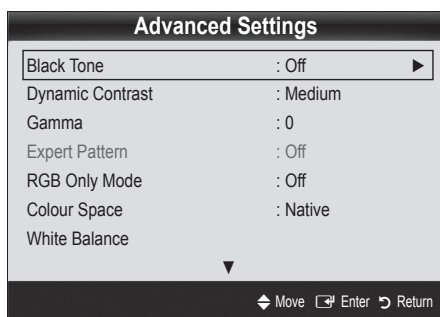 Advanced Settings
Black Tone : Off ►
Dynamic Contrast : Medium
Gamma : 0
Expert Pattern : Off
RGB Only Mode : Off
Colour Space : Native
White Balance
▼
Move Enter Return